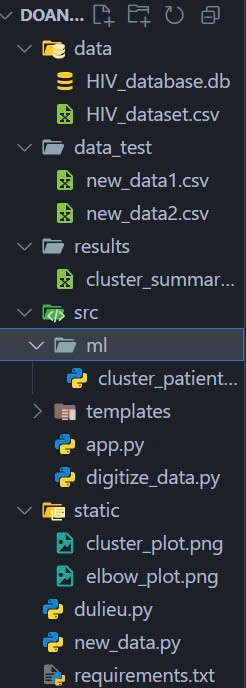 DOAN...
data
HIV_database.db
HIV_dataset.csv
data_test
new_data1.csv
new_data2.csv
results
cluster_summar...
src
ml
cluster_patient...
templates
app.py
digitize_data.py
static
cluster_plot.png
elbow_plot.png
dulieu.py
new_data.py
requirements.txt